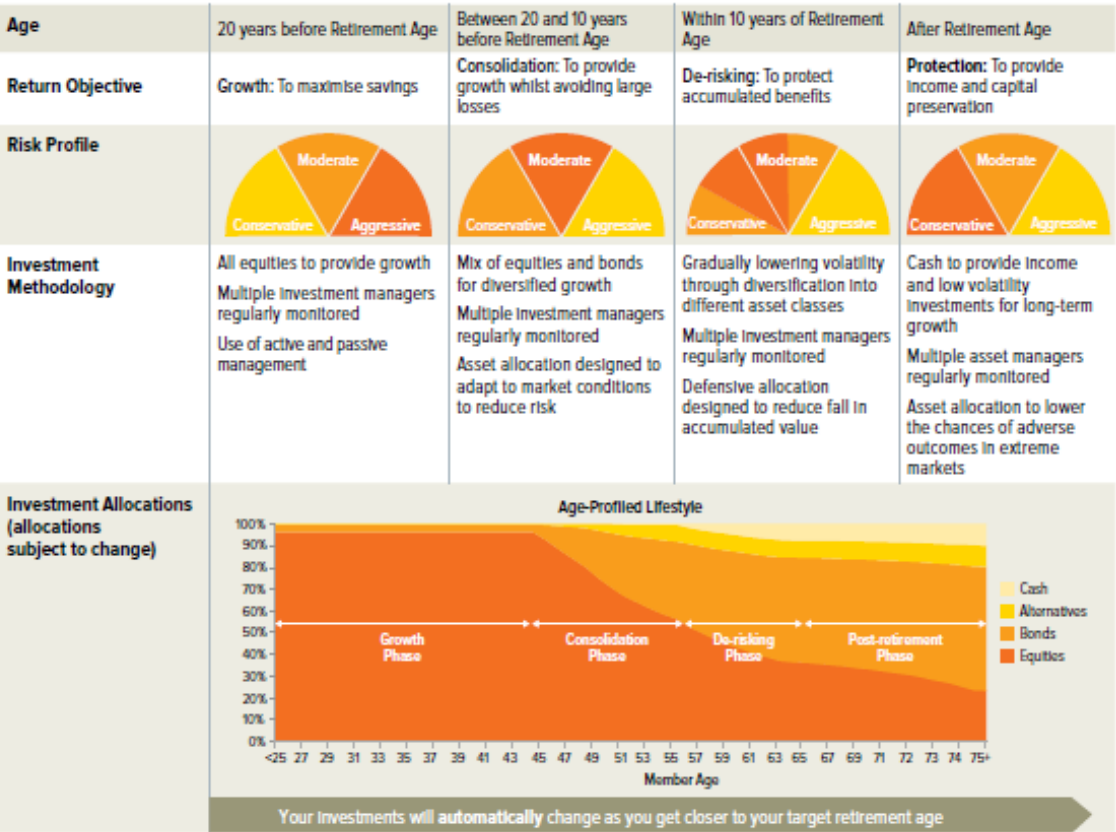 Age
20 years before Retirement Age
Between 20 and 10 years
before Retirement Age
Within 10 years of Retirement
Age
After Retirement Age
Return Objective
Growth: To maximise savings
Consolidation: To provide
growth whilst avoiding large
losses
De-risking: To protect
accumulated benefits
Protection: To provide
income and capital
preservation
Risk Profile
Moderate
Conservative
Aggressive
Moderate
Conservative
Aggressive
Moderate
Conservative
Aggressive
Moderate
Conservative
Aggressive
Investment
Methodology
All equities to provide growth
Multiple investment managers
regularly monitored
Use of active and passive
management
Mix of equities and bonds
for diversified growth
Multiple investment managers
regularly monitored
Asset allocation designed to
adapt to market conditions
to reduce risk
Gradually lowering volatility
through diversification into
different asset classes
Multiple investment managers
regularly monitored
Defensive allocation
designed to reduce fall in
accumulated value
Cash to provide income
and low volatility
investments for long-term
growth
Multiple asset managers
regularly monitored
Asset allocation to lower
the chances of adverse
outcomes in extreme
markets
Investment Allocations
(allocations
subject to change)
Age-Profiled Lifestyle
100%
90%
80%
70%
60%
50%
40%
30%
20%
10%
0%
Growth
Phase
Consolidation
Phase
De-risking
Phase
Post-retirement
Phase
Cash
Alternatives
Bonds
Equities
<25 27 29 31 33 35 37 39 41 43 45 47 49 51 53 55 57 59 61 63 65 67 69 71 72 73 74 75+
Member Age
Your investments will automatically change as you get closer to your target retirement age